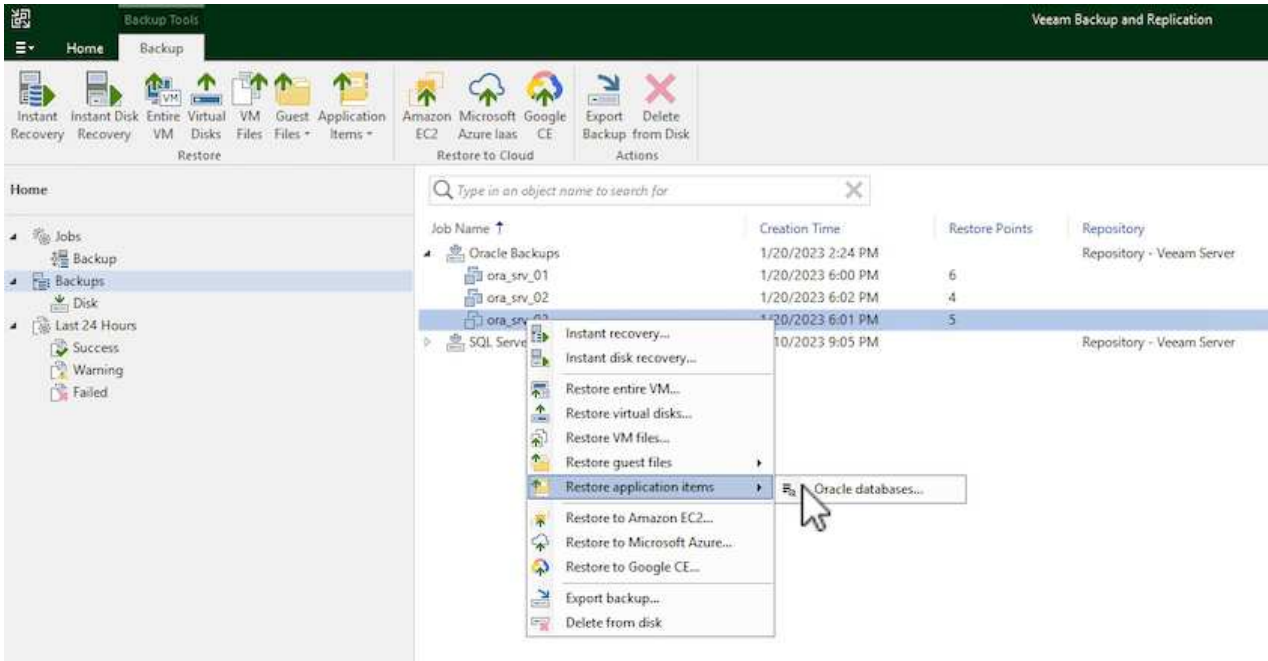 Backup Tools
Veeam Backup and Replication
Home Backup
Instant Recovery
Instant Disk Recovery
Entire VM
Virtual Disks
VM Files
Guest Files
Application Items
Amazon EC2
Microsoft Azure Iaas
Google CE
Export Backup
Delete from Disk
Restore
Restore to Cloud
Actions
Home
Type in an object name to search for
Jobs
Backup
Backups
Disk
Last 24 Hours
Success
Warning
Failed
Job Name Creation Time Restore Points Repository
Oracle Backups 1/20/2023 2:24 PM Repository - Veeam Server
ora_srv_01 1/20/2023 6:00 PM 6
ora_srv_02 1/20/2023 6:02 PM 4
1/20/2023 6:01 PM 5
SQL Serve 10/2023 9:05 PM Repository - Veeam Server
Instant recovery...
Instant disk recovery...
Restore entire VM...
Restore virtual disks...
Restore VM files...
Restore guest files
Restore application items
Oracle databases...
Restore to Amazon EC2...
Restore to Microsoft Azure...
Restore to Google CE...
Export backup...
Delete from disk